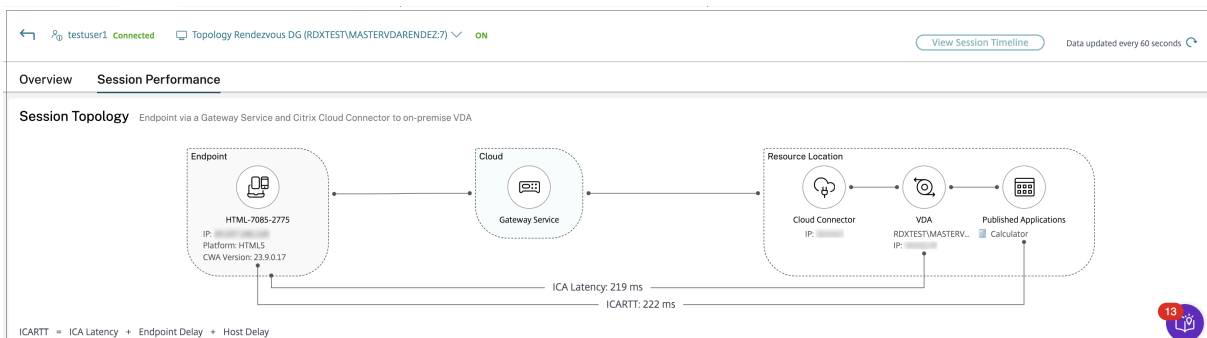 testuser1 Connected Topology Rendezvous DG (RDXTEST\MASTERVDARENDEZ:7) ON
View Session Timeline Data updated every 60 seconds
Overview Session Performance
Session Topology Endpoint via a Gateway Service and Citrix Cloud Connector to on-premise VDA
Endpoint
HTML-7085-2775
IP:
Platform: HTML5
CWA Version: 23.9.0.17
Cloud
Gateway Service
Resource Location
Cloud Connector
IP:
VDA
RDXTEST\MASTERV...
IP:
Published Applications
Calculator
ICA Latency: 219 ms
ICARTT: 222 ms
ICARTT = ICA Latency + Endpoint Delay + Host Delay
13